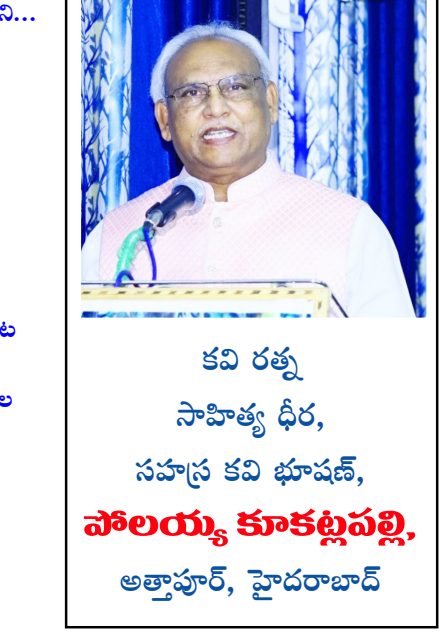 ని...
ట
ల
కవి రత్న
సాహిత్య ధీర,
సహస్ర కవి భూషణ్,
పోలయ్య కూకట్లపల్లి,
అత్తాపూర్, హైదరాబాద్